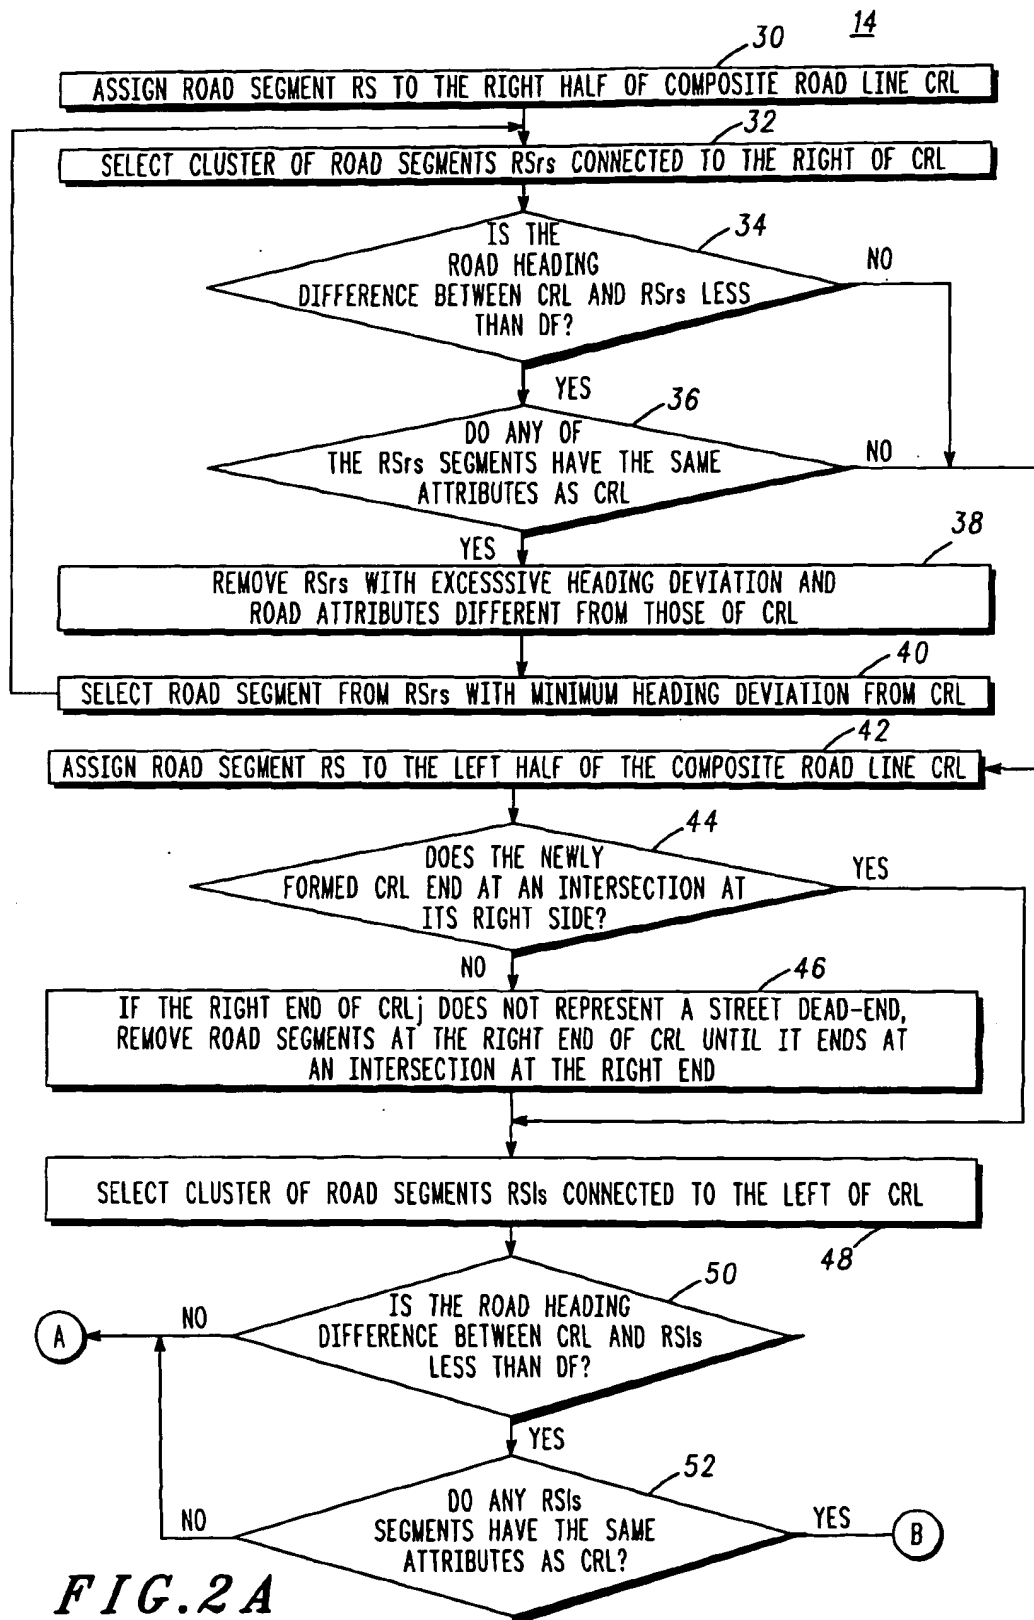 14
30
ASSIGN ROAD SEGMENT RS TO THE RIGHT HALF OF COMPOSITE ROAD LINE CRL
32
SELECT CLUSTER OF ROAD SEGMENTS RSrs CONNECTED TO THE RIGHT OF CRL
34
IS THE
ROAD HEADING
DIFFERENCE BETWEEN CRL AND RSrs LESS
THAN DF?
NO
YES
36
DO ANY OF
THE RSrs SEGMENTS HAVE THE SAME
ATTRIBUTES AS CRL
NO
YES
38
REMOVE RSrs WITH EXCESSSIVE HEADING DEVIATION AND
ROAD ATTRIBUTES DIFFERENT FROM THOSE OF CRL
40
SELECT ROAD SEGMENT FROM RSrs WITH MINIMUM HEADING DEVIATION FROM CRL
42
ASSIGN ROAD SEGMENT RS TO THE LEFT HALF OF THE COMPOSITE ROAD LINE CRL
44
DOES THE NEWLY
FORMED CRL END AT AN INTERSECTION AT
ITS RIGHT SIDE?
YES
NO
46
IF THE RIGHT END OF CRLj DOES NOT REPRESENT A STREET DEAD-END,
REMOVE ROAD SEGMENTS AT THE RIGHT END OF CRL UNTIL IT ENDS AT
AN INTERSECTION AT THE RIGHT END
SELECT CLUSTER OF ROAD SEGMENTS RSls CONNECTED TO THE LEFT OF CRL
48
50
IS THE ROAD HEADING
DIFFERENCE BETWEEN CRL AND RSls
LESS THAN DF?
NO
A
YES
52
DO ANY RSls
SEGMENTS HAVE THE SAME
ATTRIBUTES AS CRL?
NO
YES
B
FIG.2A